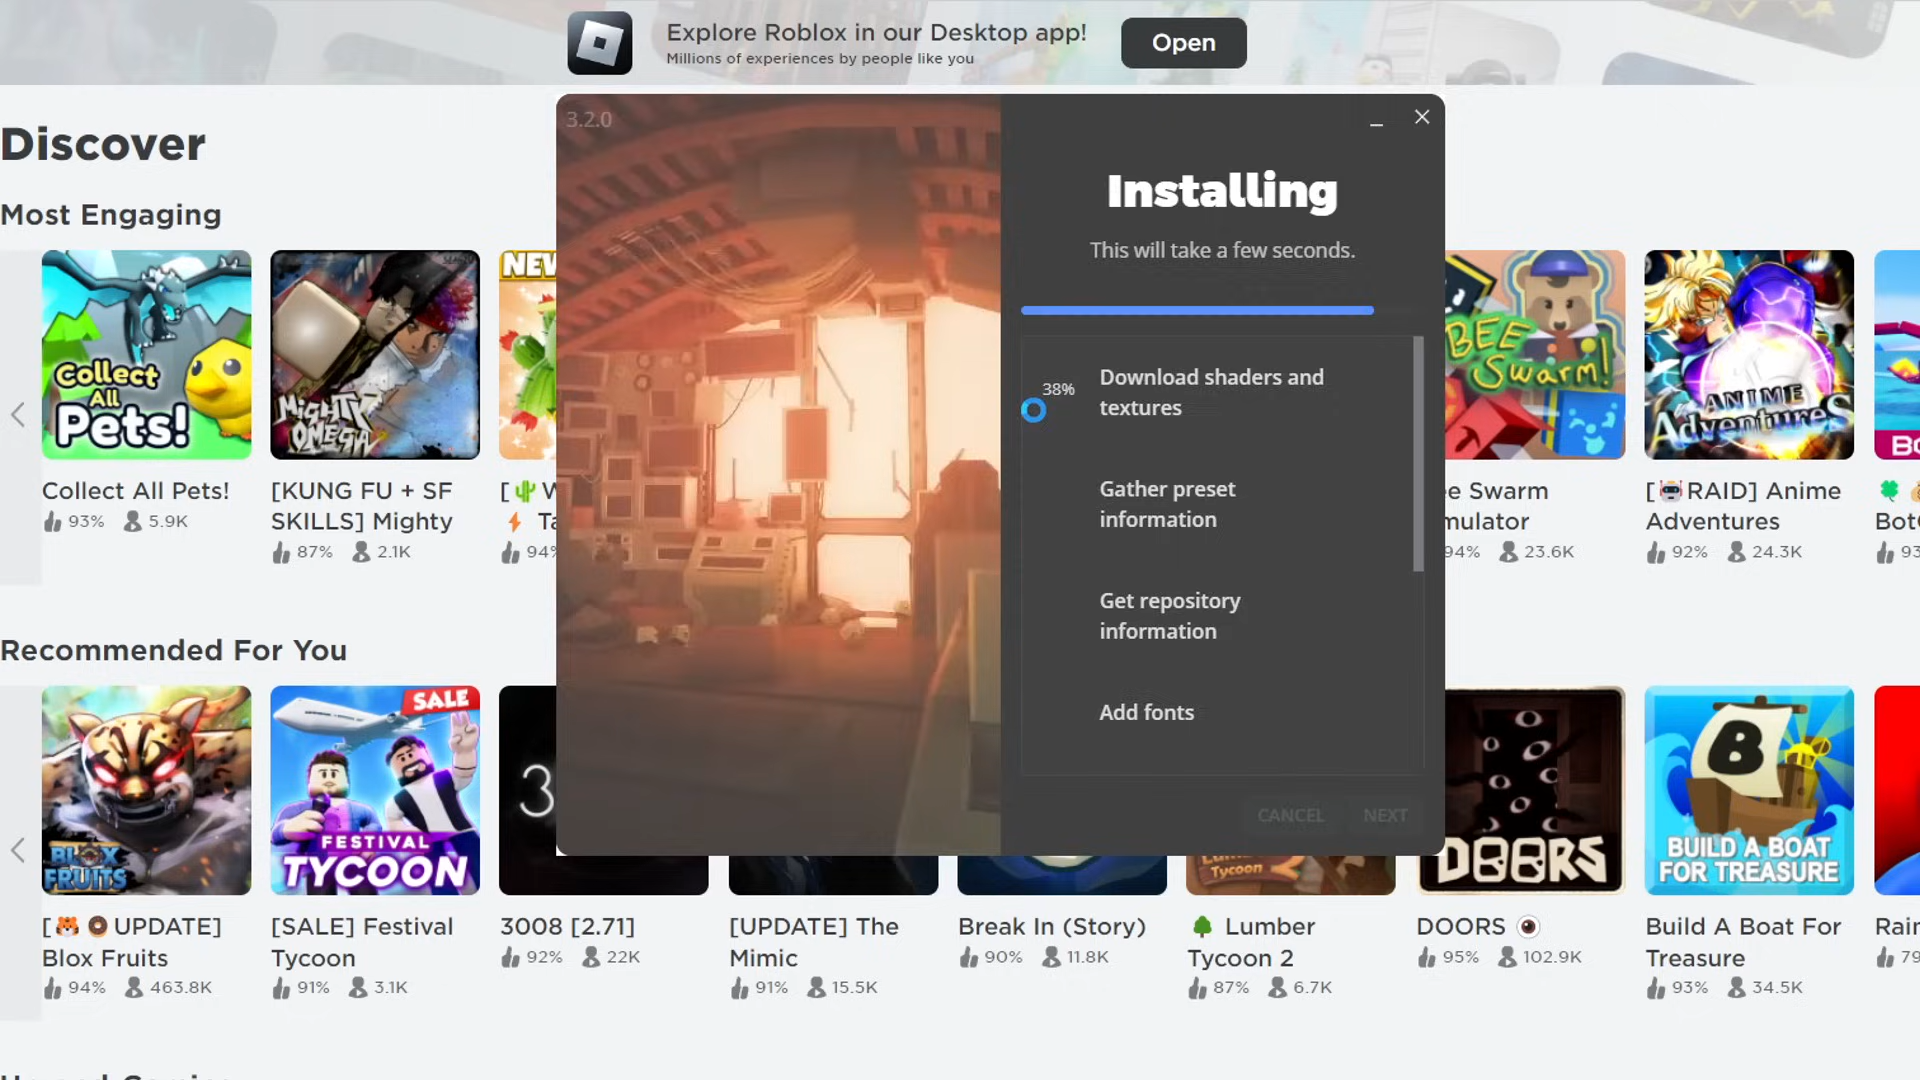 Explore Roblox in our Desktop app!
Millions of experiences by people like you
Open
Discover
Most Engaging
Collect
All
Pets!
MIGHTY
OMEGA
NEW
BEE
Swarm!
ANIME
AdventureS
Collect All Pets!
93% 5.9K
[KUNG FU + SF
SKILLS] Mighty
87% 2.1K
94%
Swarm
94% 23.6K
[🤖RAID] Anime
Adventures
92% 24.3K
3.2.0
Installing
This will take a few seconds.
38%
Download shaders and
textures
Gather preset
information
Get repository
information
Add fonts
CANCEL NEXT
Recommended For You
BLOX
FRUITS
SALE
FESTIVAL
TYCOON
3
Tycoon
DOORS
B
BUILD A BOAT
FOR TREASURE
[🐯🍩UPDATE]
Blox Fruits
94% 463.8K
[SALE] Festival
Tycoon
91% 3.1K
3008 [2.71]
92% 22K
[UPDATE] The
Mimic
91% 15.5K
Break In (Story)
90% 11.8K
🌲 Lumber
Tycoon 2
87% 6.7K
DOORS 👁
95% 102.9K
Build A Boat For
Treasure
93% 34.5K